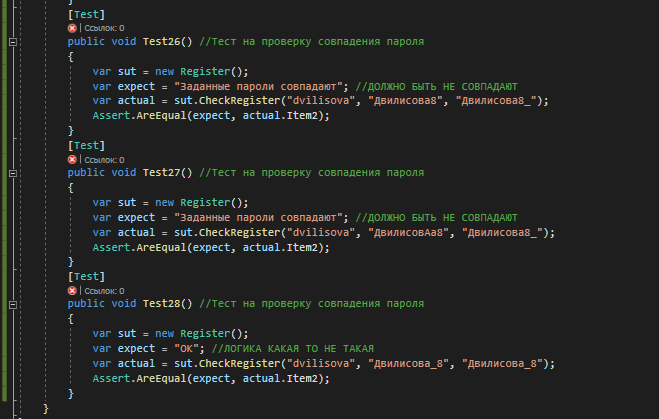 }
[Test]
| Ссылок: 0
public void Test26() //Тест на проверку совпадения пароля
{
var sut = new Register();
var expect = "Заданные пароли совпадают"; //ДОЛЖНО БЫТЬ НЕ СОВПАДАЮТ
var actual = sut.CheckRegister("dvilisova", "Двилисова8", "Двилисова8_");
Assert.AreEqual(expect, actual.Item2);
}
[Test]
| Ссылок: 0
public void Test27() //Тест на проверку совпадения пароля
{
var sut = new Register();
var expect = "Заданные пароли совпадают"; //ДОЛЖНО БЫТЬ НЕ СОВПАДАЮТ
var actual = sut.CheckRegister("dvilisova", "ДвилисовАа8", "Двилисова8_");
Assert.AreEqual(expect, actual.Item2);
}
[Test]
| Ссылок: 0
public void Test28() //Тест на проверку совпадения пароля
{
var sut = new Register();
var expect = "ОК"; //ЛОГИКА КАКАЯ ТО НЕ ТАКАЯ
var actual = sut.CheckRegister("dvilisova", "Двилисова_8", "Двилисова_8");
Assert.AreEqual(expect, actual.Item2);
}
}